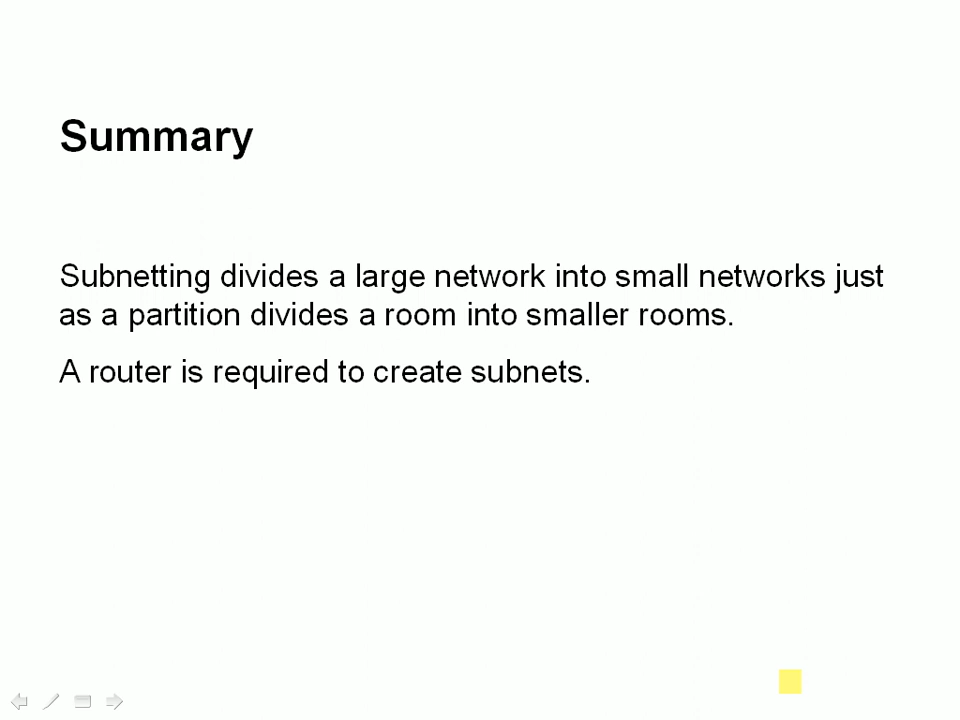 Summary
Subnetting divides a large network into small networks just
as a partition divides a room into smaller rooms.
A router is required to create subnets.